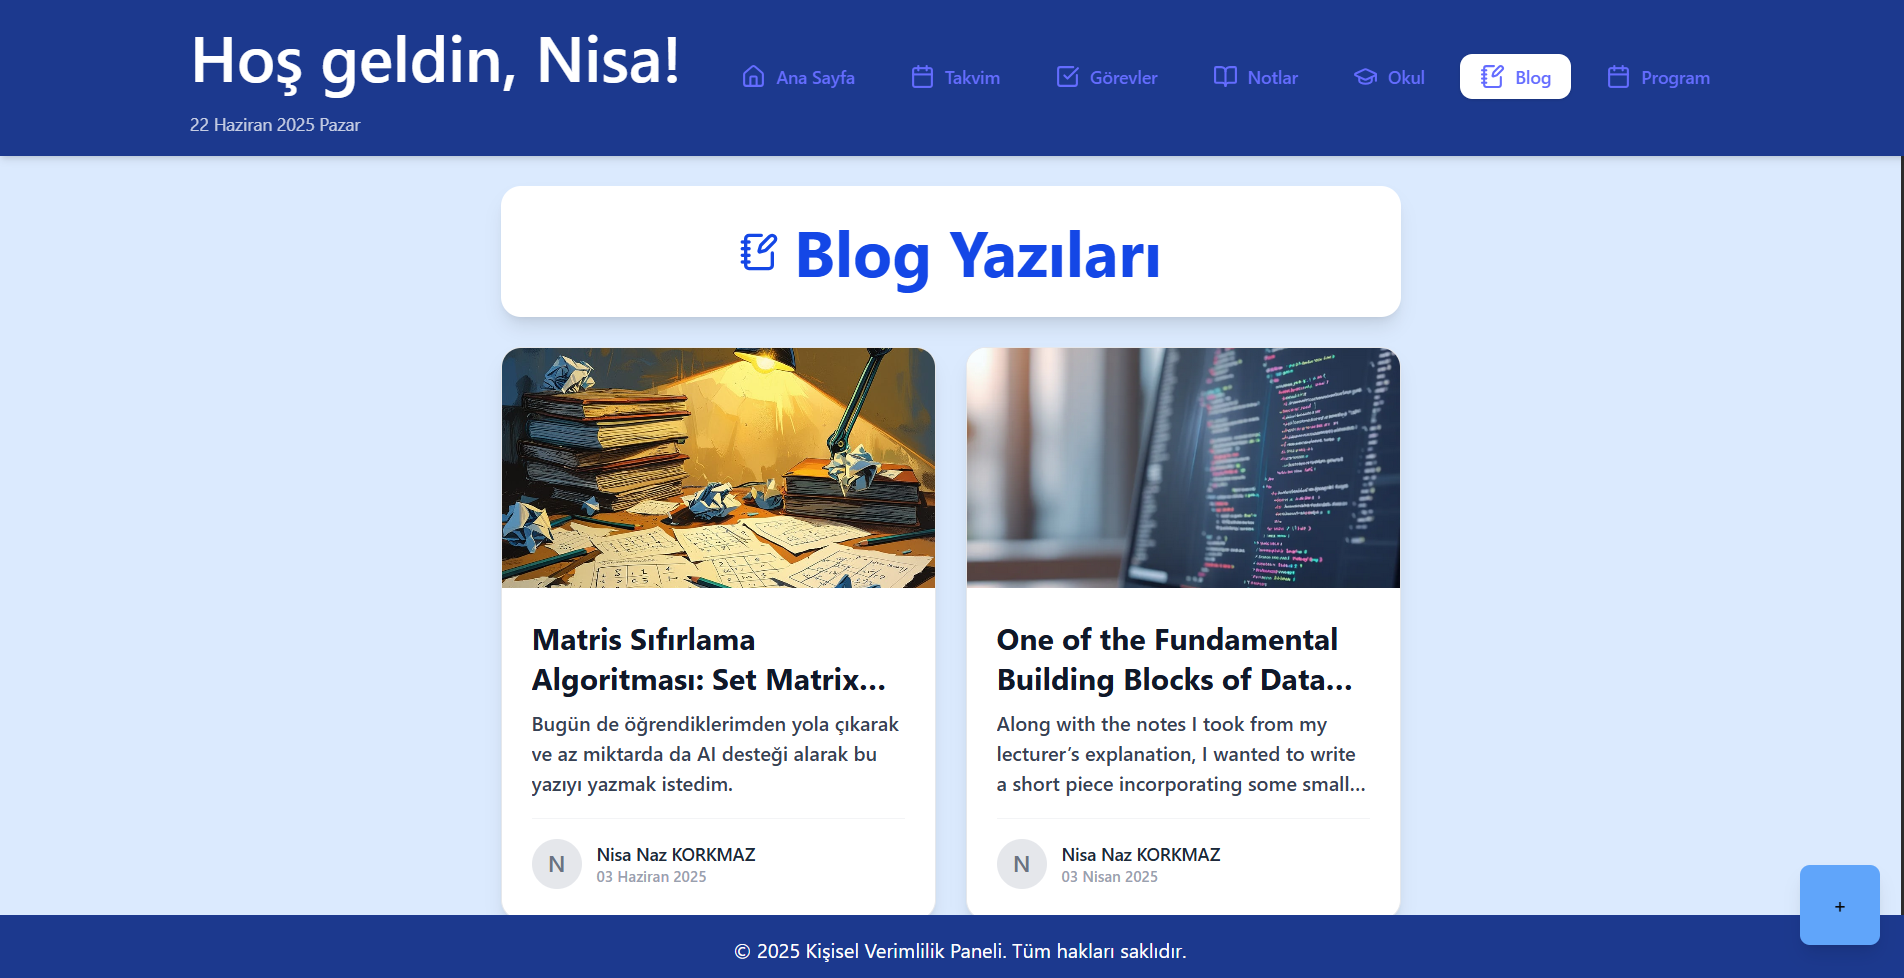 Hoş geldin, Nisa!
22 Haziran 2025 Pazar
Ana Sayfa
Takvim
Görevler
Notlar
Okul
Blog
Program
Blog Yazıları
Matris Sıfırlama
Algoritması: Set Matrix...
Bugün de öğrendiklerimden yola çıkarak
ve az miktarda da AI desteği alarak bu
yazıyı yazmak istedim.
N
Nisa Naz KORKMAZ
03 Haziran 2025
One of the Fundamental
Building Blocks of Data...
Along with the notes I took from my
lecturer’s explanation, I wanted to write
a short piece incorporating some small...
N
Nisa Naz KORKMAZ
03 Nisan 2025
+
© 2025 Kişisel Verimlilik Paneli. Tüm hakları saklıdır.